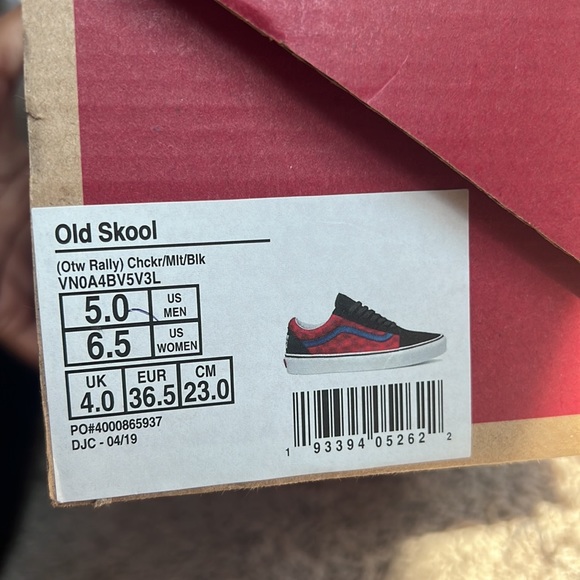 Old Skool
(Otw Rally) Chckr/Mlt/Blk
VN0A4BV5V3L
5.0 US MEN
6.5 US WOMEN
UK 4.0 EUR 36.5 CM 23.0
PO#4000865937
DJC - 04/19
1 93394 05262 2